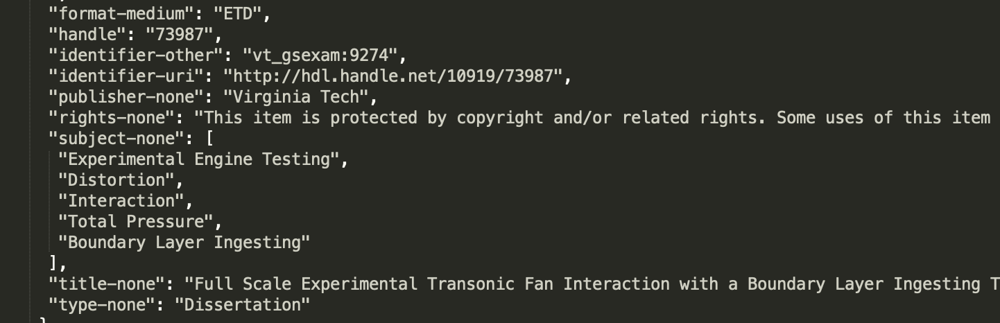 "format-medium": "ETD",
"handle": "73987",
"identifier-other": "vt_gsexam:9274",
"identifier-uri": "http://hdl.handle.net/10919/73987",
"publisher-none": "Virginia Tech",
"rights-none": "This item is protected by copyright and/or related rights. Some uses of this item
"subject-none": [
"Experimental Engine Testing",
"Distortion",
"Interaction",
"Total Pressure",
"Boundary Layer Ingesting"
],
"title-none": "Full Scale Experimental Transonic Fan Interaction with a Boundary Layer Ingesting T
"type-none": "Dissertation"
}